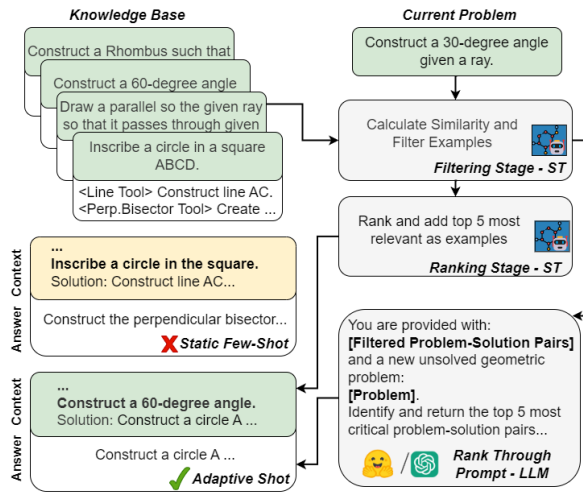 Knowledge Base
Construct a Rhombus such that
Construct a 60-degree angle
Draw a parallel so the given ray
so that it passes through given
Inscribe a circle in a square
ABCD.
<Line Tool> Construct line AC.
<Perp.Bisector Tool> Create ...
Current Problem
Construct a 30-degree angle
given a ray.
Calculate Similarity and
Filter Examples
Filtering Stage - ST
Rank and add top 5 most
relevant as examples
Ranking Stage - ST
Context
...
Inscribe a circle in the square.
Solution: Construct line AC...
Answer
Construct the perpendicular bisector...
Static Few-Shot
Context
...
Construct a 60-degree angle.
Solution: Construct a circle A ...
Answer
Construct a circle A ...
Adaptive Shot
You are provided with:
[Filtered Problem-Solution Pairs]
and a new unsolved geometric
problem:
[Problem].
Identify and return the top 5 most
critical problem-solution pairs...
/
Rank Through
Prompt - LLM